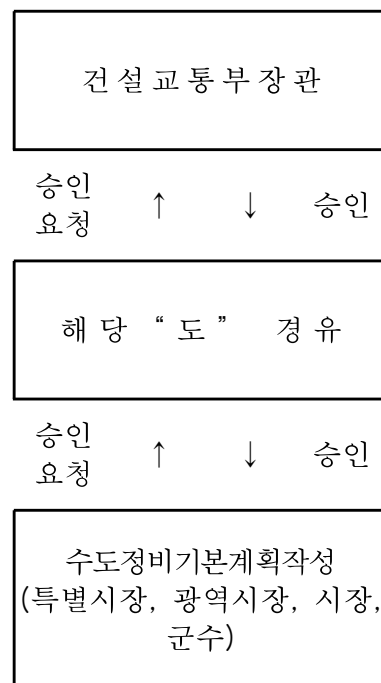 건설교통부장관
승인 ↑ ↓ 승인
요청
해당 “도” 경유
승인 ↑ ↓ 승인
요청
수도정비기본계획작성
(특별시장, 광역시장, 시장,
군수)